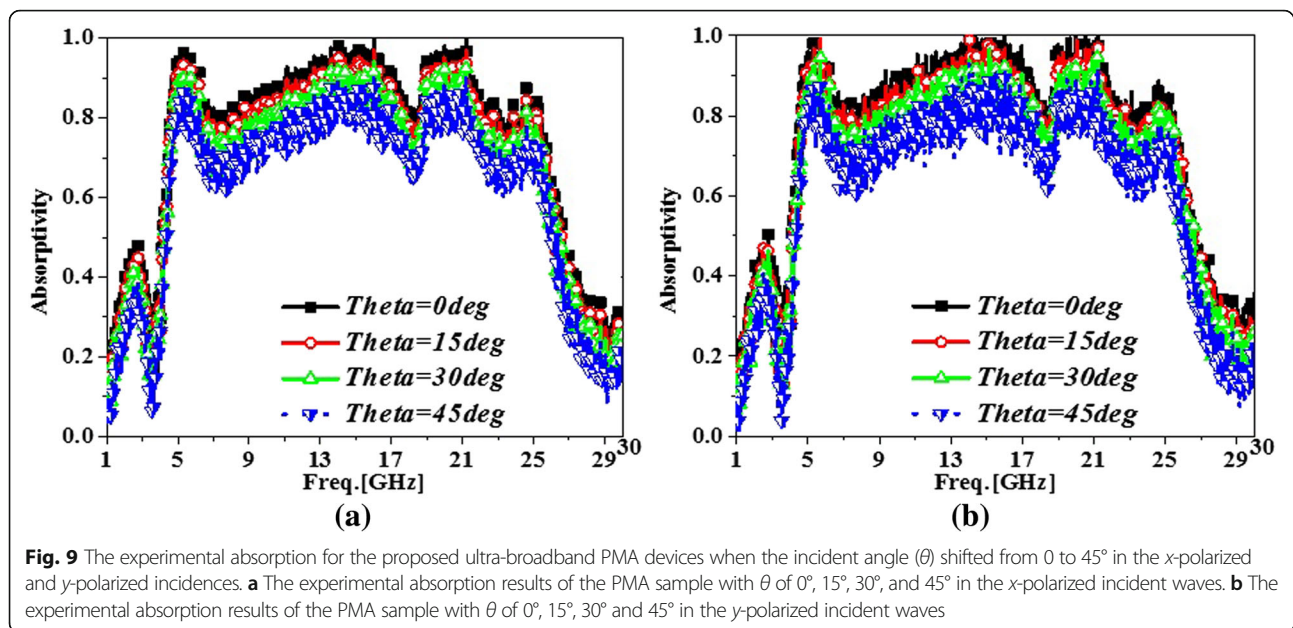 1.0
0.8
0.6
0.4
0.2
0.0
Absorptivity
Theta=0deg
Theta=15deg
Theta=30deg
Theta=45deg
1 5 9 13 17 21 25 29 30
Freq.[GHz]
(a)
1.0
0.8
0.6
0.4
0.2
0.0
Absorptivity
Theta=0deg
Theta=15deg
Theta=30deg
Theta=45deg
1 5 9 13 17 21 25 29 30
Freq.[GHz]
(b)
Fig. 9 The experimental absorption for the proposed ultra-broadband PMA devices when the incident angle (θ) shifted from 0 to 45° in the x-polarized
and y-polarized incidences. a The experimental absorption results of the PMA sample with θ of 0°, 15°, 30°, and 45° in the x-polarized incident waves. b The
experimental absorption results of the PMA sample with θ of 0°, 15°, 30° and 45° in the y-polarized incident waves